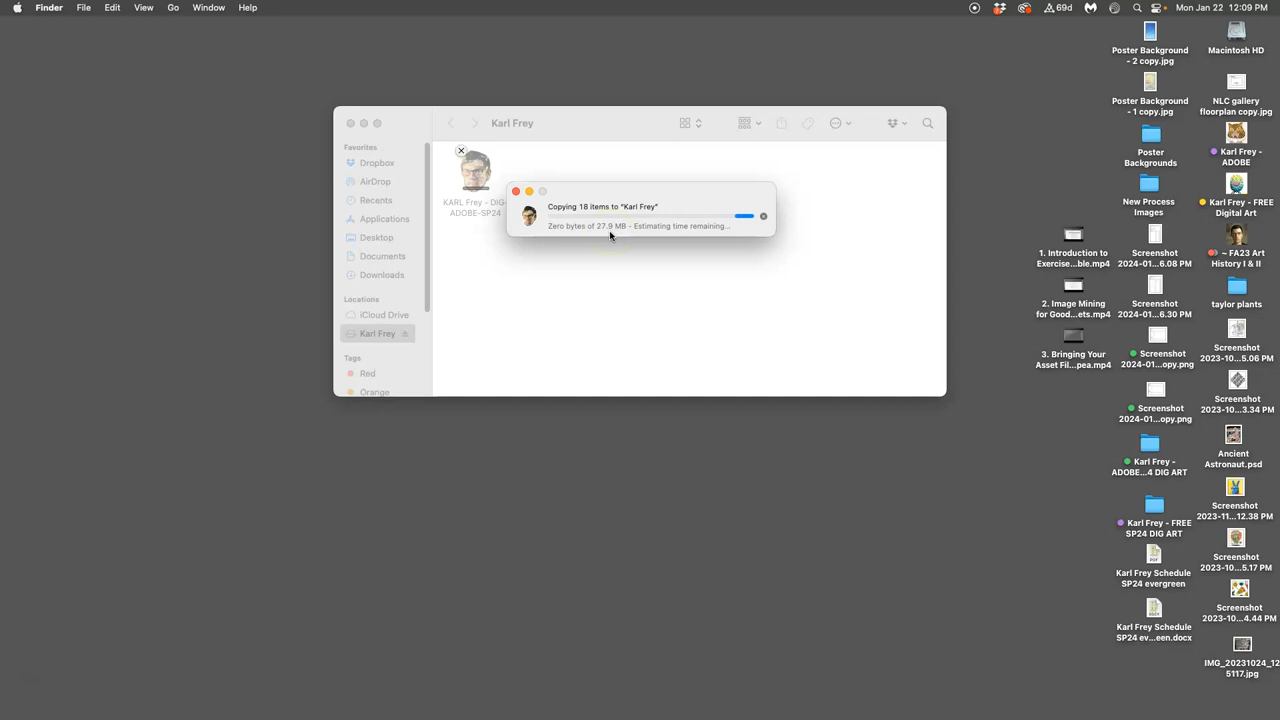 Finder File Edit View Go Window Help
69d Mon Jan 22 12:09 PM
Karl Frey
Favorites
Dropbox
AirDrop
Recents
Applications
Desktop
Documents
Downloads
Locations
iCloud Drive
Karl Frey
Tags
Red
Orange
KARL Frey - DIG-
ADOBE-SP24
Copying 18 items to "Karl Frey"
Zero bytes of 27.9 MB - Estimating time remaining...
1. Introduction to
Exercise...ble.mp4
2. Image Mining
for Good...ets.mp4
3. Bringing Your
Asset Fil...pea.mp4
Poster Background
- 2 copy.jpg
Poster Background
- 1 copy.jpg
Poster
Backgrounds
New Process
Images
Screenshot
2024-01...6.08 PM
Screenshot
2024-01...6.30 PM
Screenshot
2024-01...opy.png
Screenshot
2024-01...opy.png
Karl Frey -
ADOBE...4 DIG ART
Karl Frey - FREE
SP24 DIG ART
PDF
Karl Frey Schedule
SP24 evergreen
DOCX
Karl Frey Schedule
SP24 ev...een.docx
Macintosh HD
NLC gallery
floorplan copy.jpg
Karl Frey -
ADOBE
Karl Frey - FREE
Digital Art
~ FA23 Art
History I & II
taylor plants
Screenshot
2023-10...5.06 PM
Screenshot
2023-10...3.34 PM
Ancient
Astronaut.psd
Screenshot
2023-11...12.38 PM
Screenshot
2023-10...5.17 PM
Screenshot
2023-10...4.44 PM
IMG_20231024_12
5117.jpg